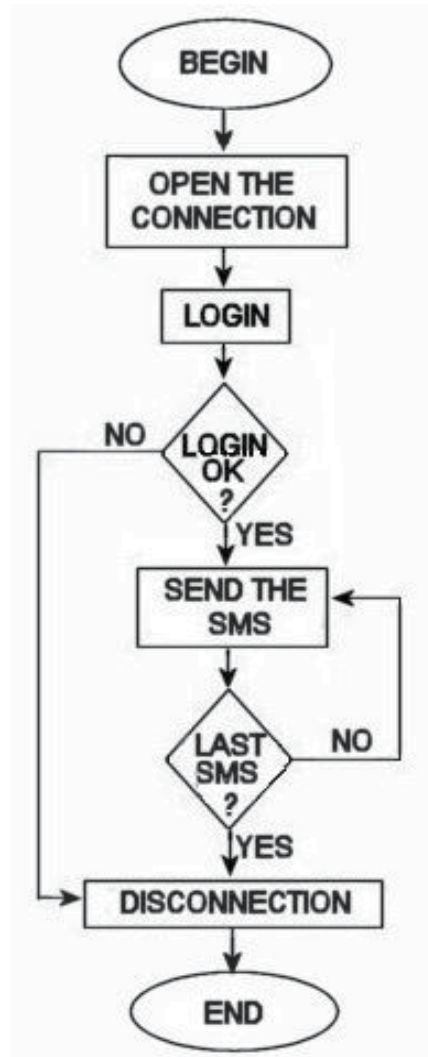 BEGIN
OPEN THE
CONNECTION
LOGIN
NO
LOGIN
OK
?
YES
SEND THE
SMS
LAST
SMS
?
NO
YES
DISCONNECTION
END